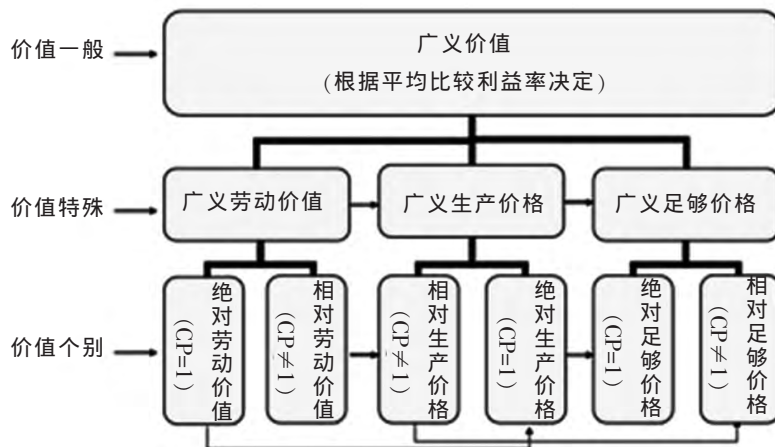 价值一般
广义价值
(根据平均比较利益率决定)
价值特殊
广义劳动价值
广义生产价格
广义足够价格
价值个别
绝对劳动价值
(CP=1)
相对劳动价值
(CP≠1)
相对生产价格
(CP≠1)
绝对生产价格
(CP=1)
绝对足够价格
(CP=1)
相对足够价格
(CP≠1)